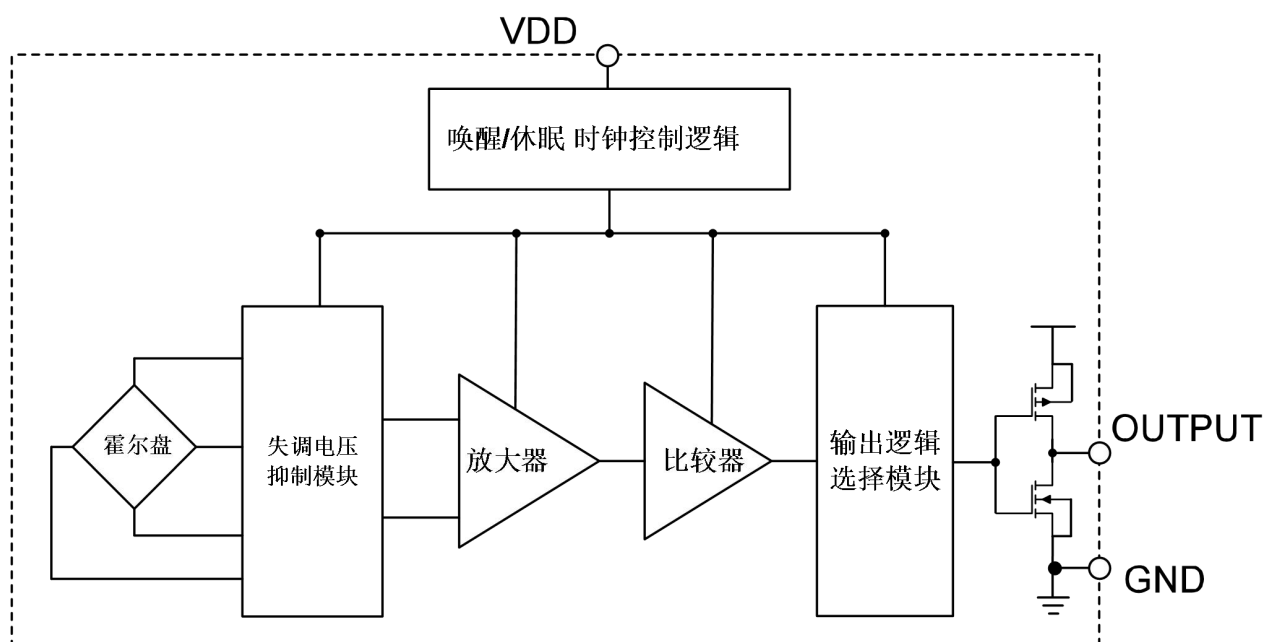 VDD
唤醒/休眠 时钟控制逻辑
霍尔盘
失调电压
抑制模块
放大器
比较器
输出逻辑
选择模块
OUTPUT
GND